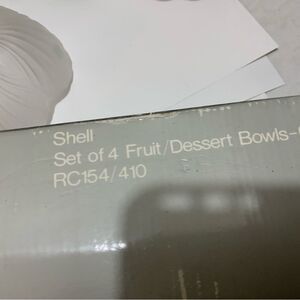 Shell
Set of 4 Fruit/Dessert Bowls-
RC154/410